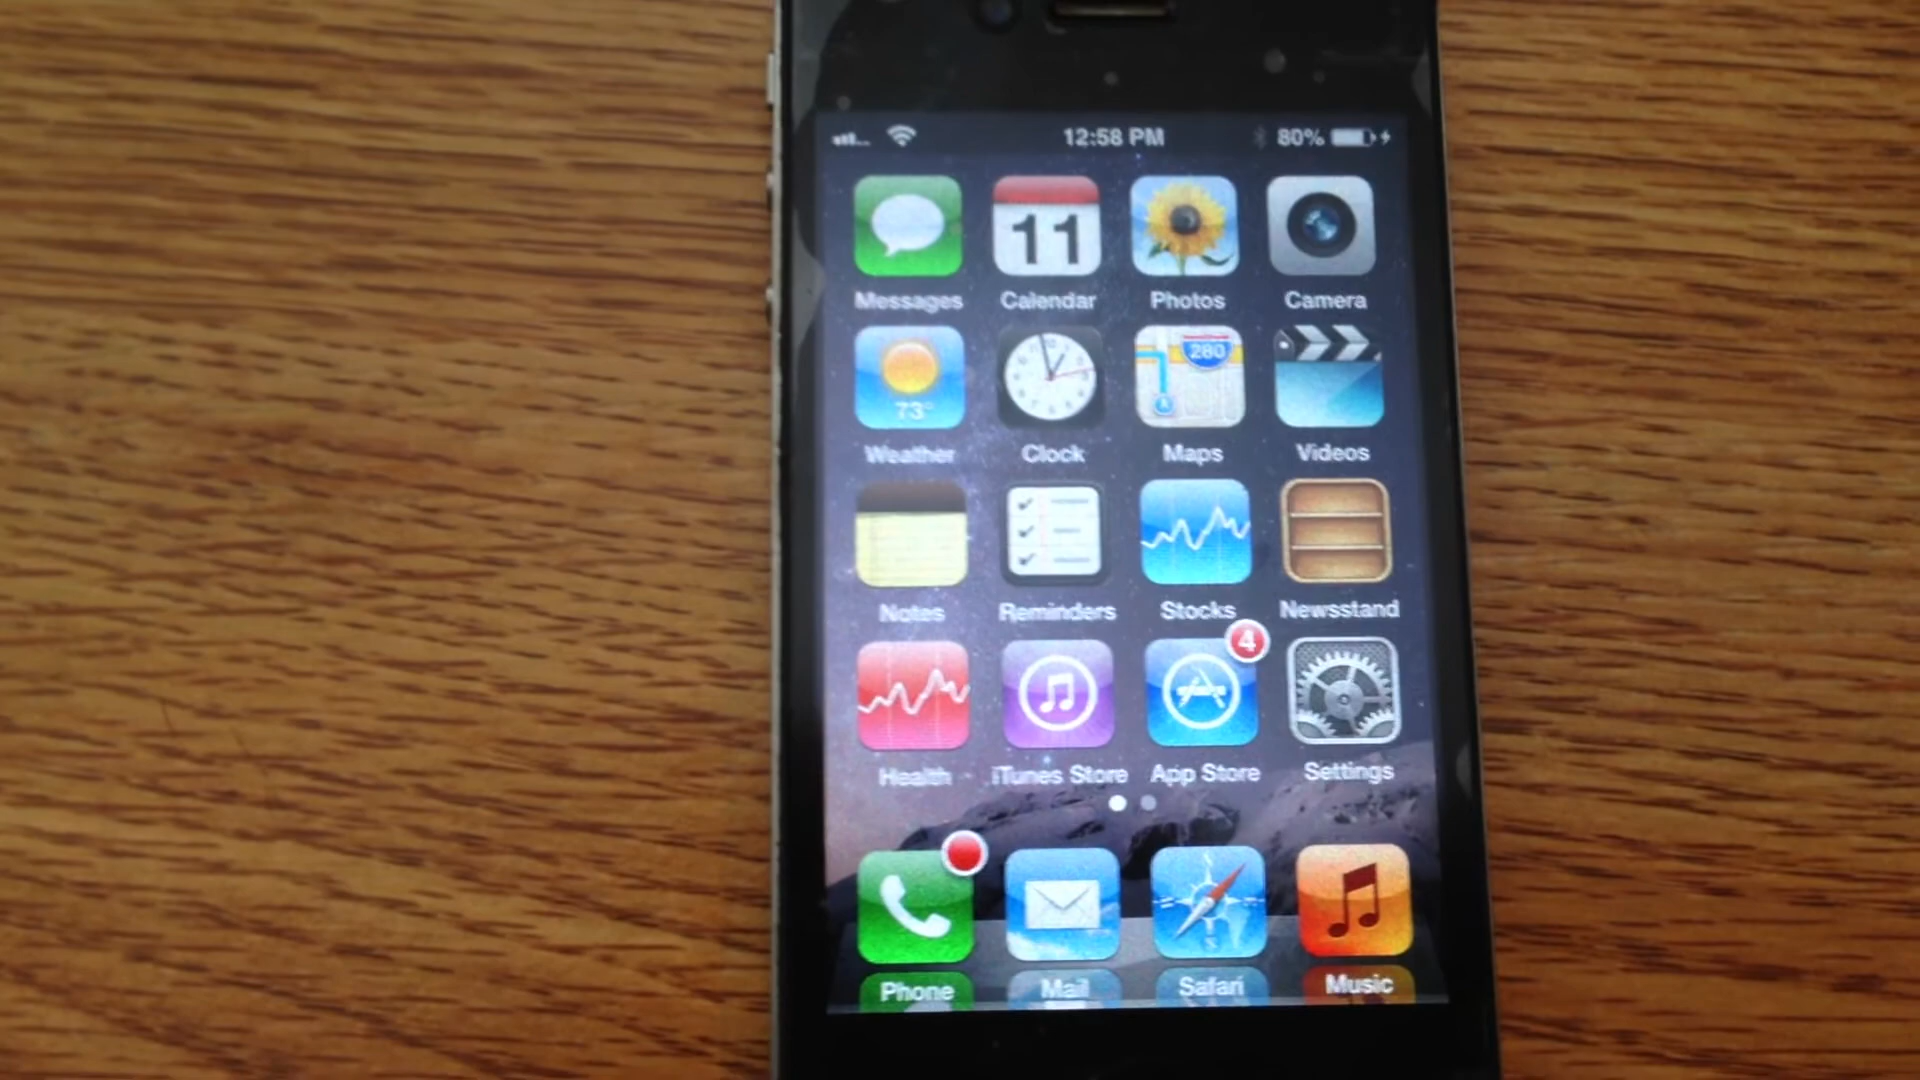 12:58 PM 80%
11
Messages Calendar Photos Camera
73° 280
Weather Clock Maps Videos
Notes Reminders Stocks Newsstand
4
Health iTunes Store App Store Settings
Phone Mail Safari Music